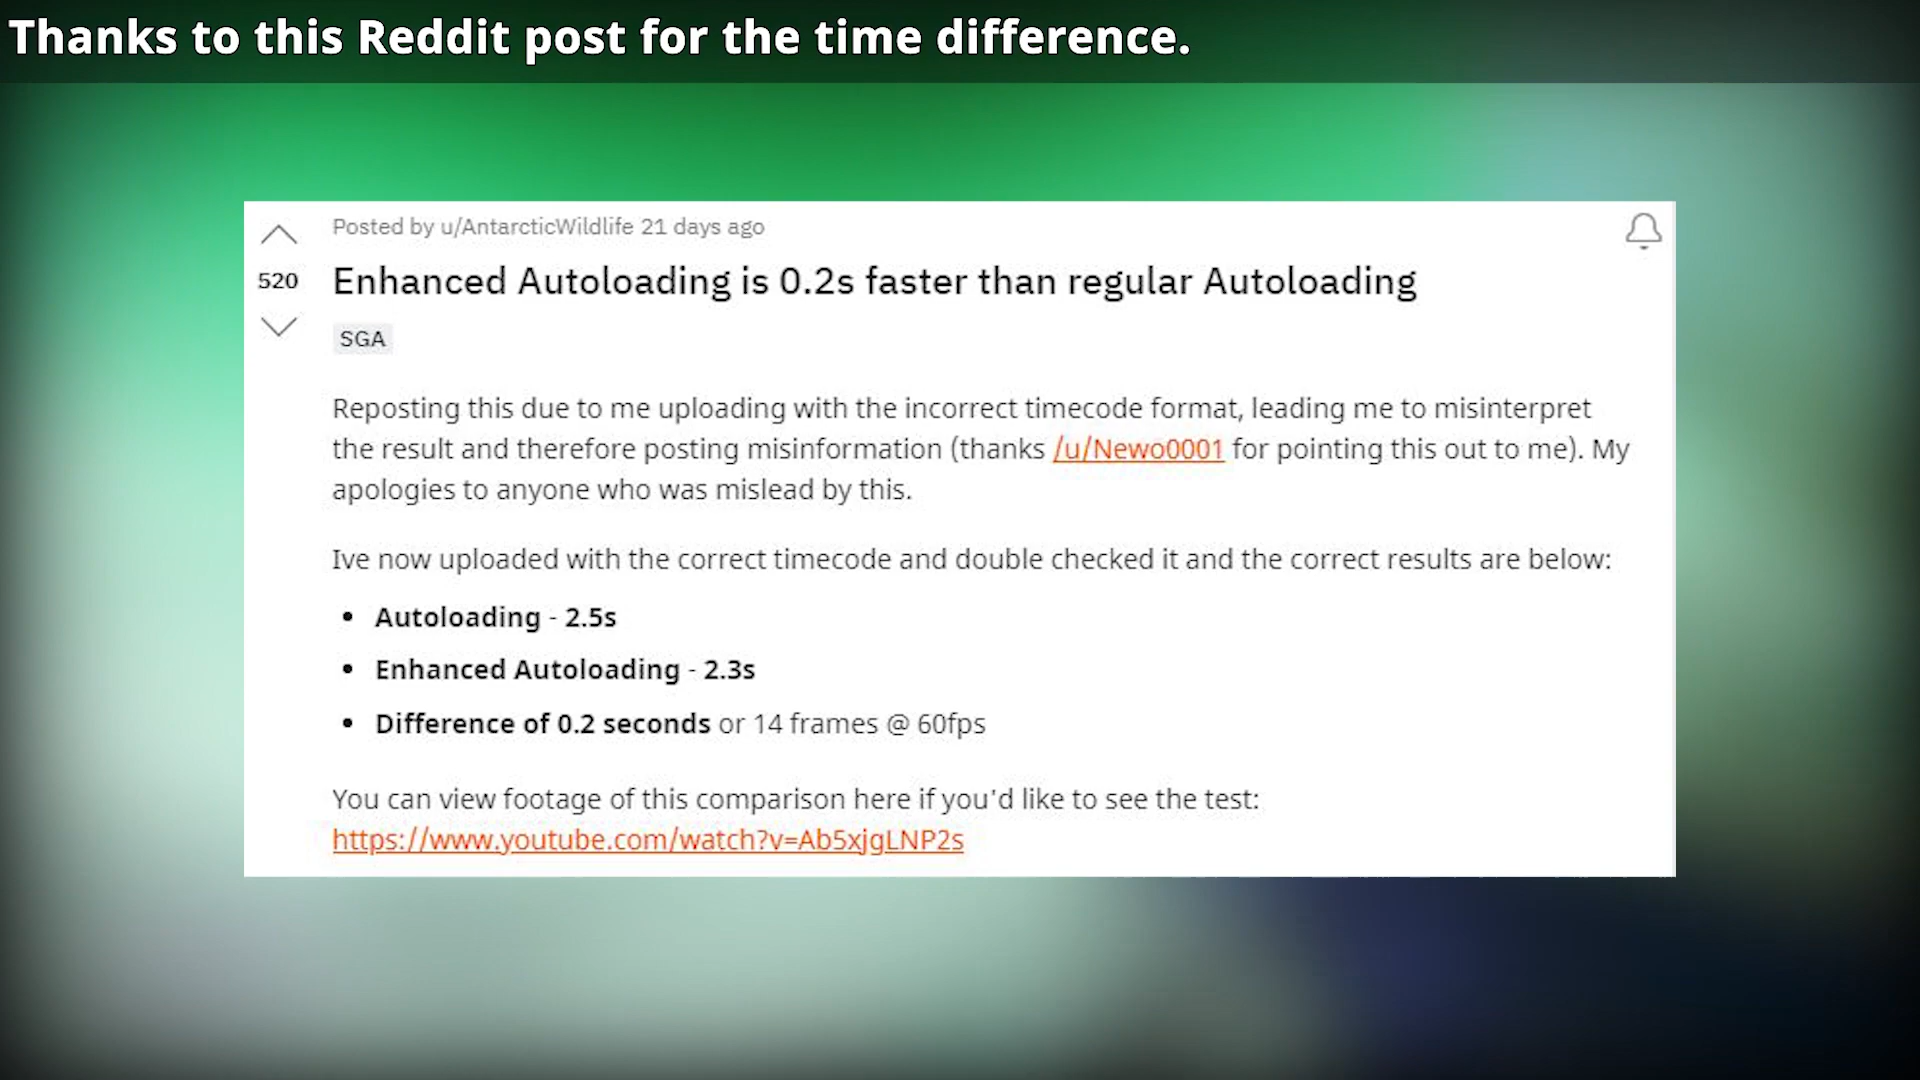 Thanks to this Reddit post for the time difference.
Posted by u/AntarcticWildlife 21 days ago
520
Enhanced Autoloading is 0.2s faster than regular Autoloading
SGA
Reposting this due to me uploading with the incorrect timecode format, leading me to misinterpret
the result and therefore posting misinformation (thanks /u/Newo0001 for pointing this out to me). My
apologies to anyone who was mislead by this.
Ive now uploaded with the correct timecode and double checked it and the correct results are below:
• Autoloading - 2.5s
• Enhanced Autoloading - 2.3s
• Difference of 0.2 seconds or 14 frames @ 60fps
You can view footage of this comparison here if you'd like to see the test:
https://www.youtube.com/watch?v=Ab5xjgLNP2s